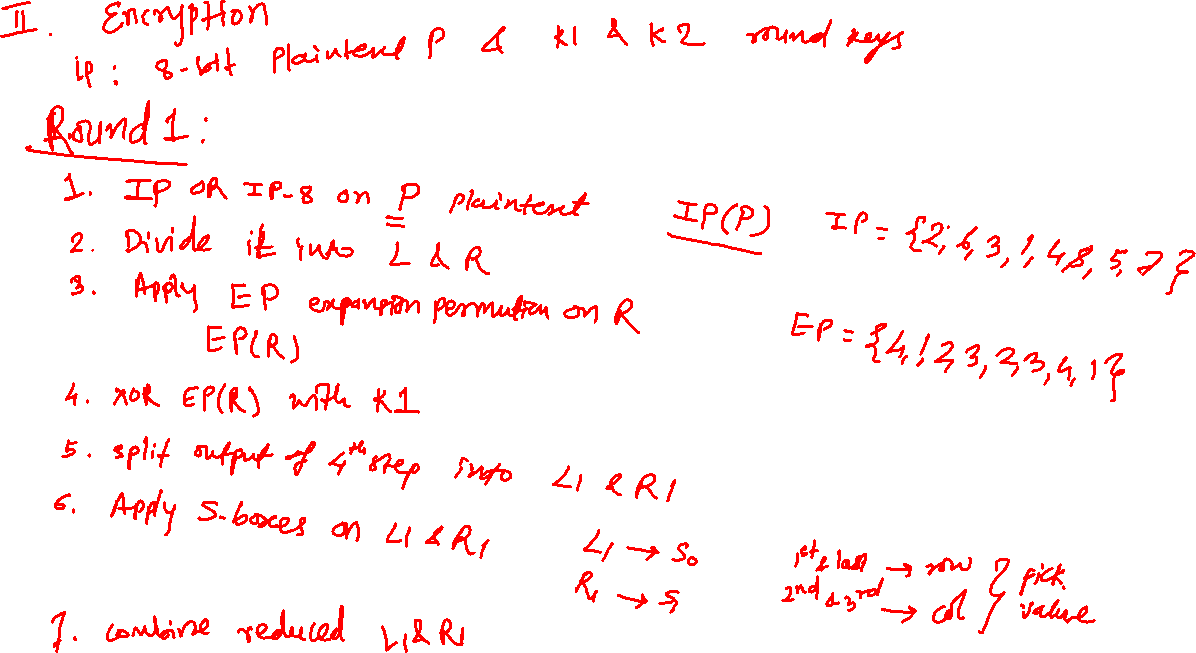 II. Encryption
ip : 8-bit Plaintext P & K1 & K2 round keys
Round 1 :
1. IP OR IP-8 on P plaintext IP(P) IP = {2, 6, 3, 1, 4, 8, 5, 7}
2. Divide it into L & R
3. Apply EP expansion permution on R
EP(R) EP = {4, 1, 2, 3, 2, 3, 4, 1}
4. XOR EP(R) with K1
5. split output of 4th step into L1 & R1
6. Apply S-boxes on L1 & R1 L1 → S0 1st & last → row } pick
R1 → S1 2nd & 3rd → col value
7. combine reduced L1 & R1